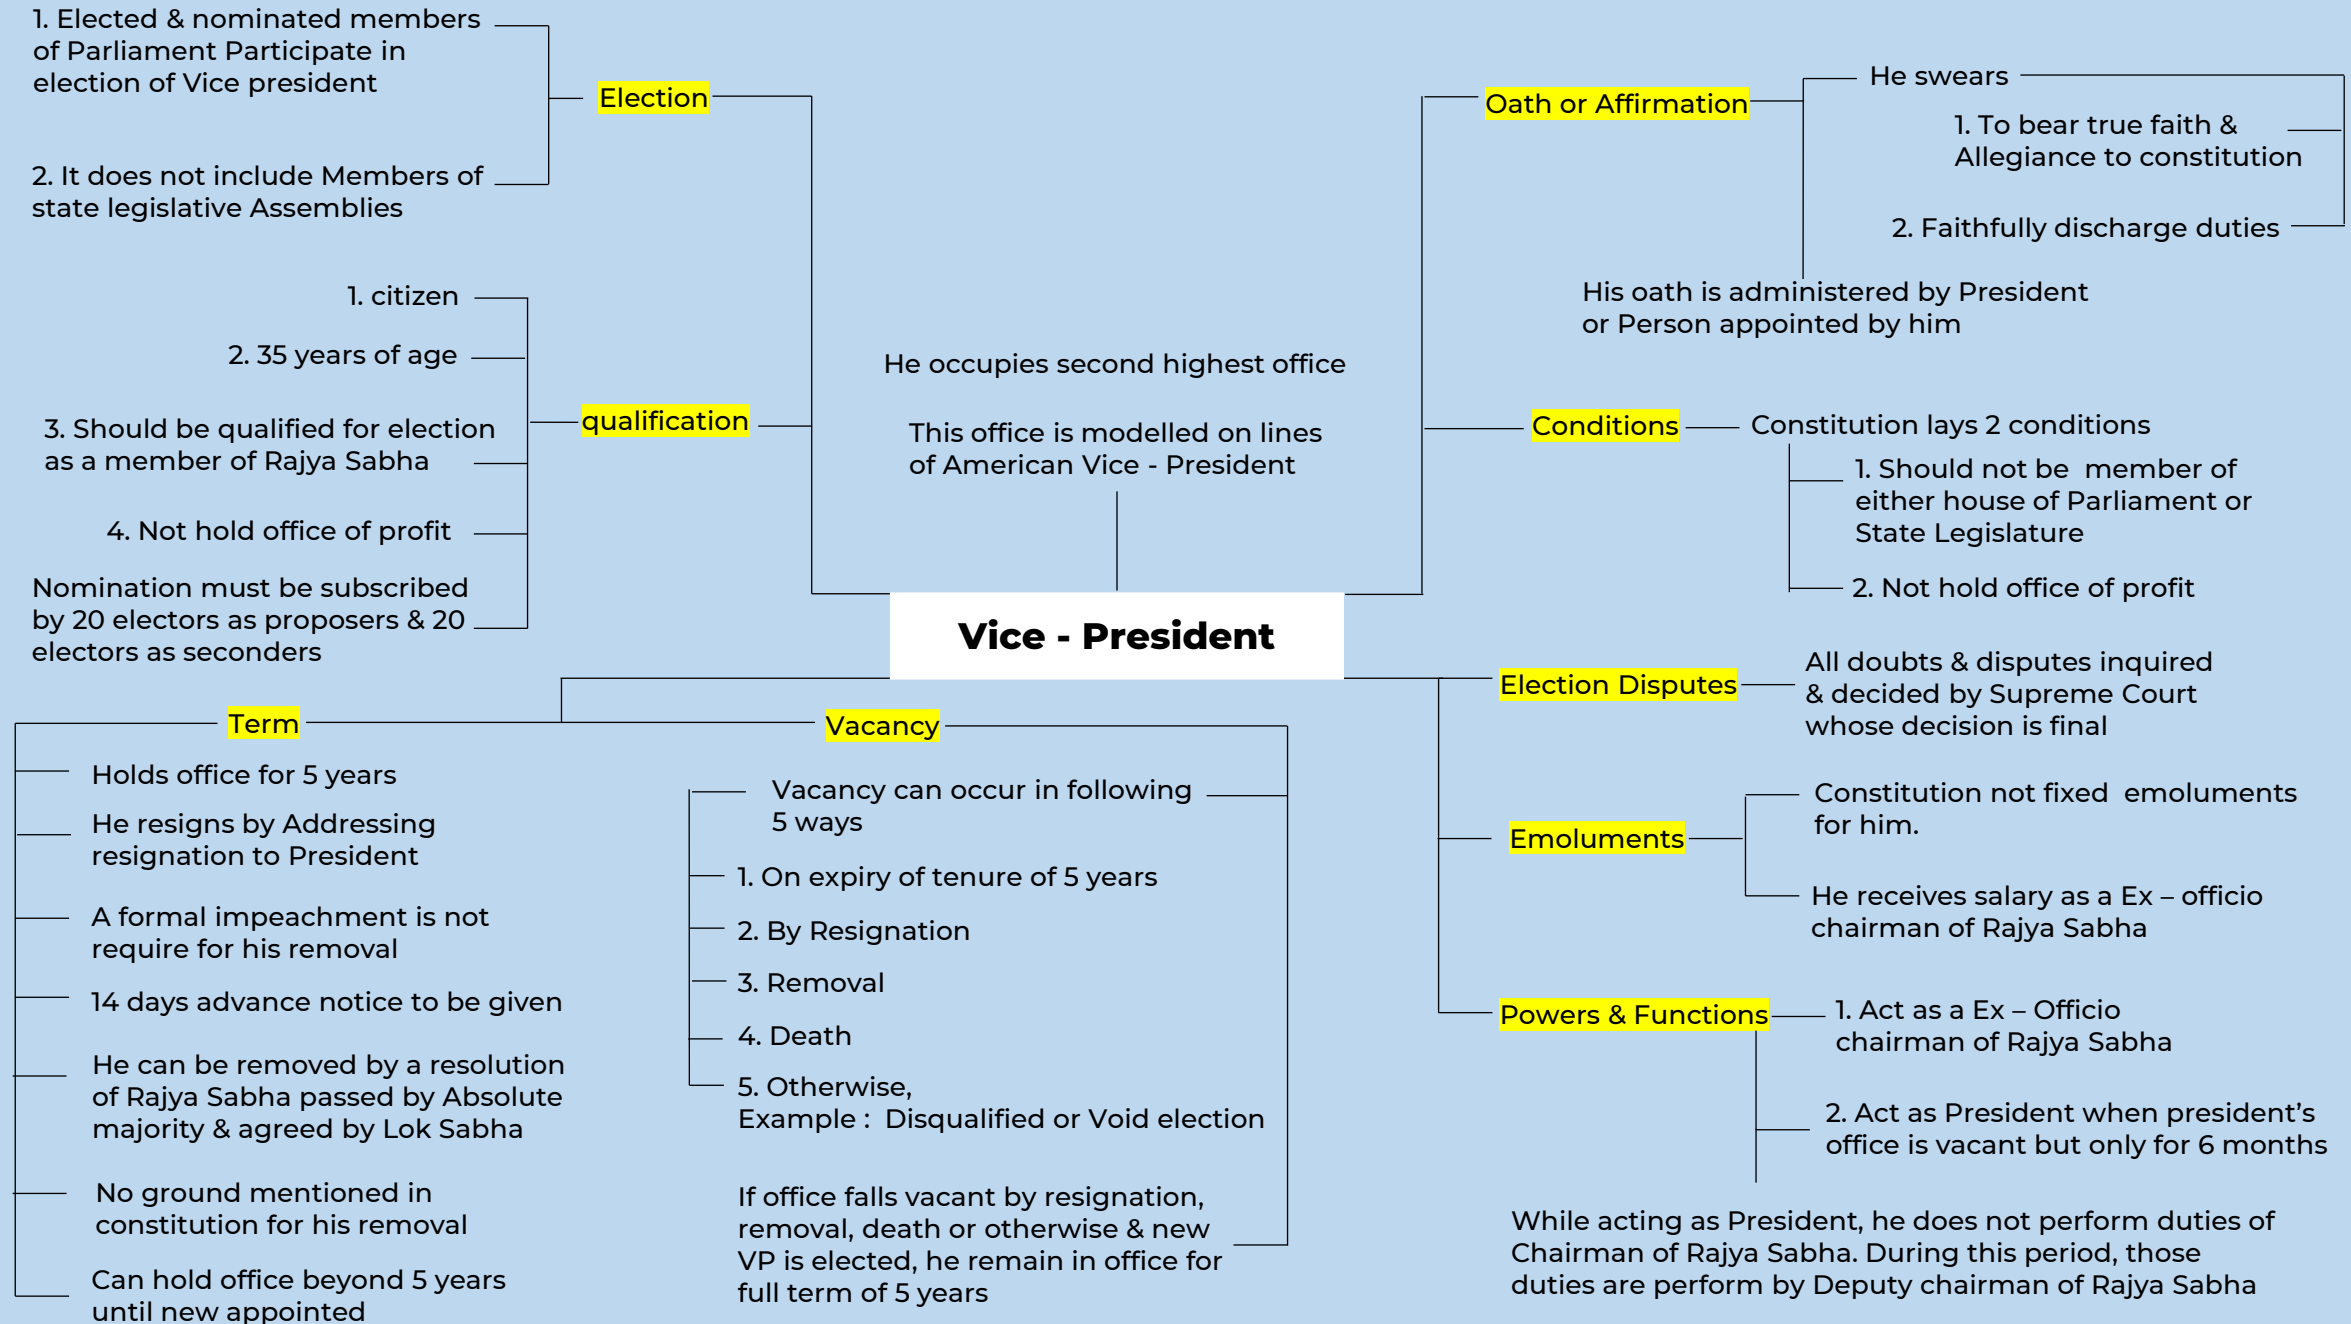 1. Elected & nominated members
of Parliament Participate in
election of Vice president
2. It does not include Members of
state legislative Assemblies
Election
1. citizen
2. 35 years of age
3. Should be qualified for election
as a member of Rajya Sabha
4. Not hold office of profit
Nomination must be subscribed
by 20 electors as proposers & 20
electors as seconders
qualification
He occupies second highest office
This office is modelled on lines
of American Vice - President
Vice - President
Oath or Affirmation
He swears
1. To bear true faith &
Allegiance to constitution
2. Faithfully discharge duties
His oath is administered by President
or Person appointed by him
Conditions
Constitution lays 2 conditions
1. Should not be  member of
either house of Parliament or
State Legislature
2. Not hold office of profit
Term
Holds office for 5 years
He resigns by Addressing
resignation to President
A formal impeachment is not
require for his removal
14 days advance notice to be given
He can be removed by a resolution
of Rajya Sabha passed by Absolute
majority & agreed by Lok Sabha
No ground mentioned in
constitution for his removal
Can hold office beyond 5 years
until new appointed
Vacancy
Vacancy can occur in following
5 ways
1. On expiry of tenure of 5 years
2. By Resignation
3. Removal
4. Death
5. Otherwise,
Example :  Disqualified or Void election
If office falls vacant by resignation,
removal, death or otherwise & new
VP is elected, he remain in office for
full term of 5 years
Election Disputes
All doubts & disputes inquired
& decided by Supreme Court
whose decision is final
Emoluments
Constitution not fixed  emoluments
for him.
He receives salary as a Ex – officio
chairman of Rajya Sabha
Powers & Functions
1. Act as a Ex – Officio
chairman of Rajya Sabha
2. Act as President when president’s
office is vacant but only for 6 months
While acting as President, he does not perform duties of
Chairman of Rajya Sabha. During this period, those
duties are perform by Deputy chairman of Rajya Sabha